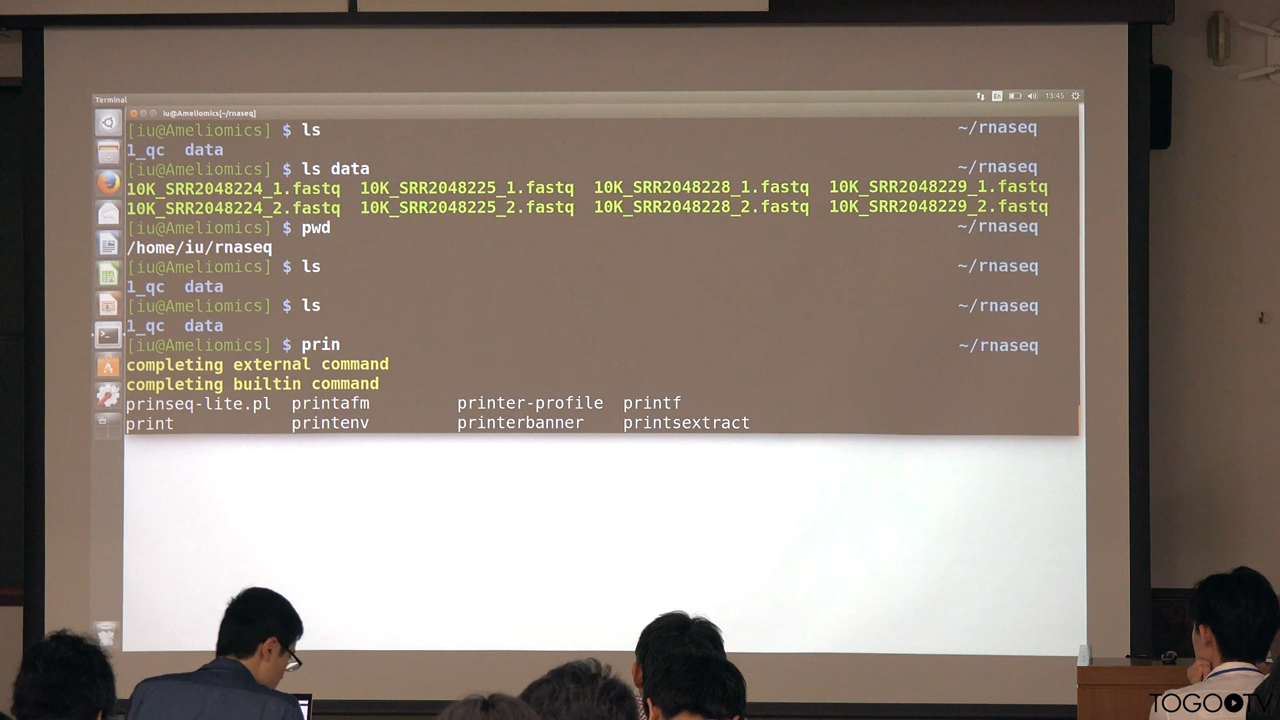 Terminal
En 13:45
iu@Ameliomics[~/rnaseq]
[iu@Ameliomics] $ ls ~/rnaseq
1_qc data
[iu@Ameliomics] $ ls data ~/rnaseq
10K_SRR2048224_1.fastq 10K_SRR2048225_1.fastq 10K_SRR2048228_1.fastq 10K_SRR2048229_1.fastq
10K_SRR2048224_2.fastq 10K_SRR2048225_2.fastq 10K_SRR2048228_2.fastq 10K_SRR2048229_2.fastq
[iu@Ameliomics] $ pwd ~/rnaseq
/home/iu/rnaseq
[iu@Ameliomics] $ ls ~/rnaseq
1_qc data
[iu@Ameliomics] $ ls ~/rnaseq
1_qc data
[iu@Ameliomics] $ prin ~/rnaseq
completing external command
completing builtin command
prinseq-lite.pl printafm printer-profile printf
print printenv printerbanner printsextract
TOGOTV